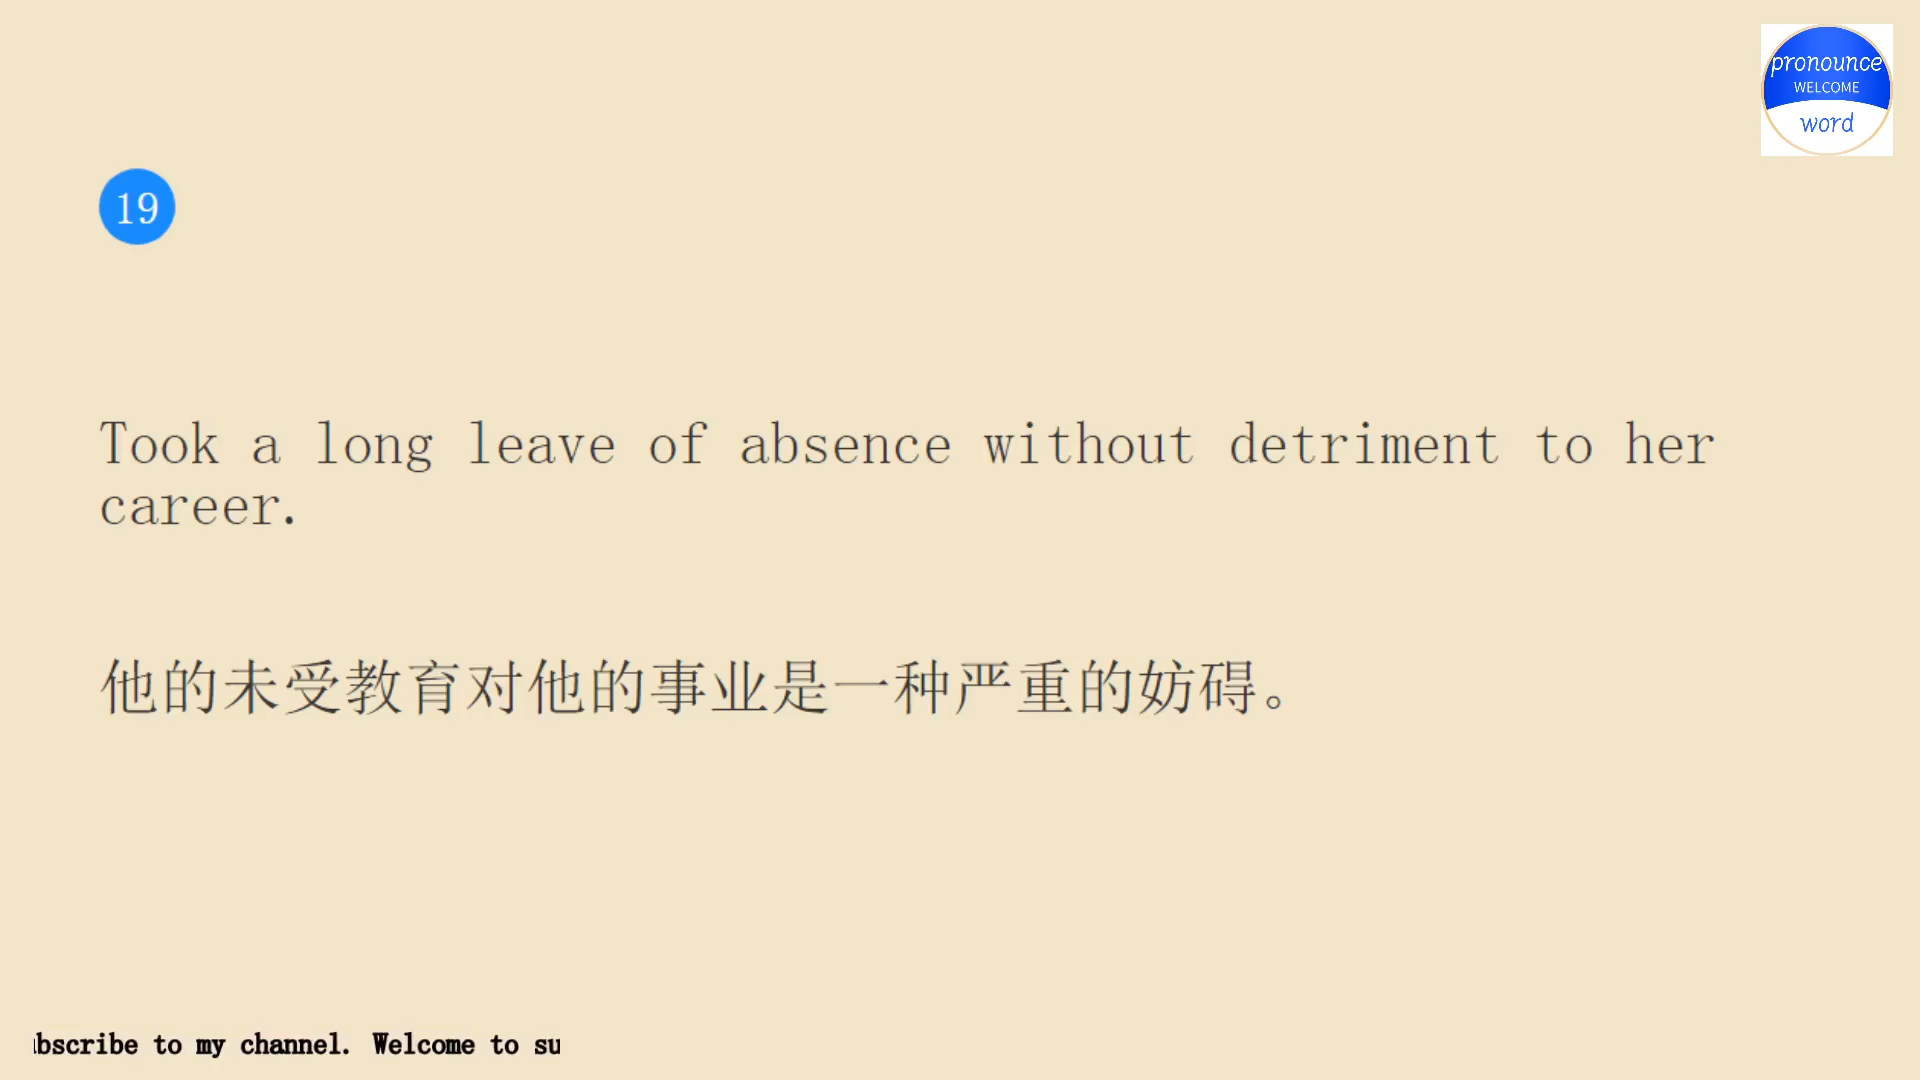 pronounce
WELCOME
word
19
Took a long leave of absence without detriment to her
career.
他的未受教育对他的事业是一种严重的妨碍。
bscribe to my channel. Welcome to su